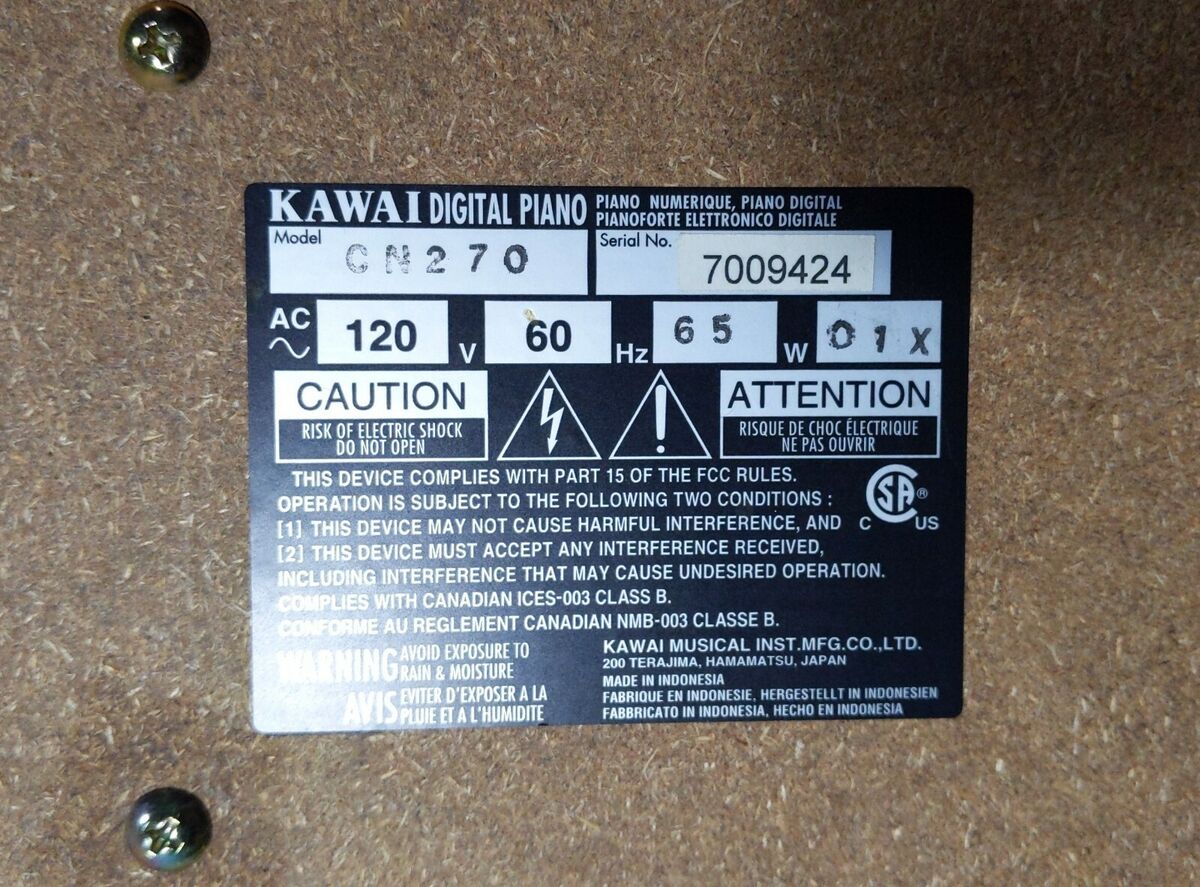 KAWAI DIGITAL PIANO PIANO NUMERIQUE, PIANO DIGITAL
PIANOFORTE ELETTRONICO DIGITALE
Model CN270 Serial No. 7009424
AC 120 V 60 Hz 65 W 01X
CAUTION
RISK OF ELECTRIC SHOCK
DO NOT OPEN
ATTENTION
RISQUE DE CHOC ÉLECTRIQUE
NE PAS OUVRIR
THIS DEVICE COMPLIES WITH PART 15 OF THE FCC RULES.
OPERATION IS SUBJECT TO THE FOLLOWING TWO CONDITIONS :
[1] THIS DEVICE MAY NOT CAUSE HARMFUL INTERFERENCE, AND
[2] THIS DEVICE MUST ACCEPT ANY INTERFERENCE RECEIVED,
INCLUDING INTERFERENCE THAT MAY CAUSE UNDESIRED OPERATION.
COMPLIES WITH CANADIAN ICES-003 CLASS B.
CONFORME AU REGLEMENT CANADIAN NMB-003 CLASSE B.
C SA ® US
WARNING AVOID EXPOSURE TO
RAIN & MOISTURE
AVIS EVITER D'EXPOSER A LA
PLUIE ET A L'HUMIDITE
KAWAI MUSICAL INST.MFG.CO.,LTD.
200 TERAJIMA, HAMAMATSU, JAPAN
MADE IN INDONESIA
FABRIQUE EN INDONESIE, HERGESTELLT IN INDONESIEN
FABBRICATO IN INDONESIA, HECHO EN INDONESIA